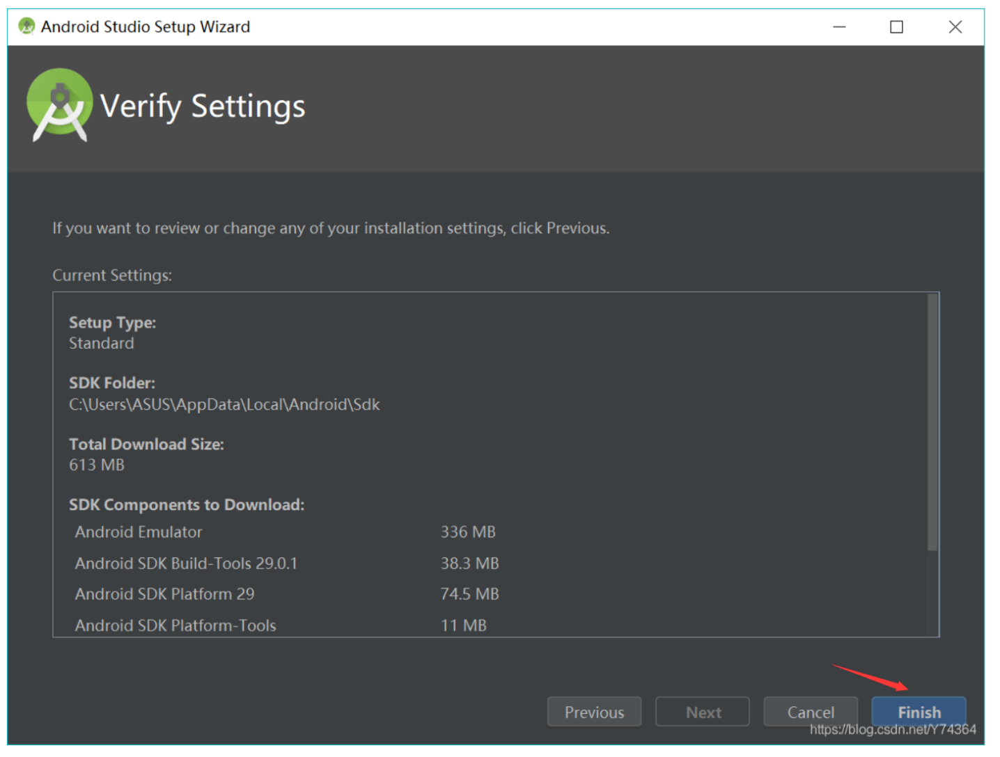 Android Studio Setup Wizard
Verify Settings
If you want to review or change any of your installation settings, click Previous.
Current Settings:
Setup Type:
Standard
SDK Folder:
C:\Users\ASUS\AppData\Local\Android\Sdk
Total Download Size:
613 MB
SDK Components to Download:
Android Emulator 336 MB
Android SDK Build-Tools 29.0.1 38.3 MB
Android SDK Platform 29 74.5 MB
Android SDK Platform-Tools 11 MB
Previous Next Cancel Finish
https://blog.csdn.net/Y74364